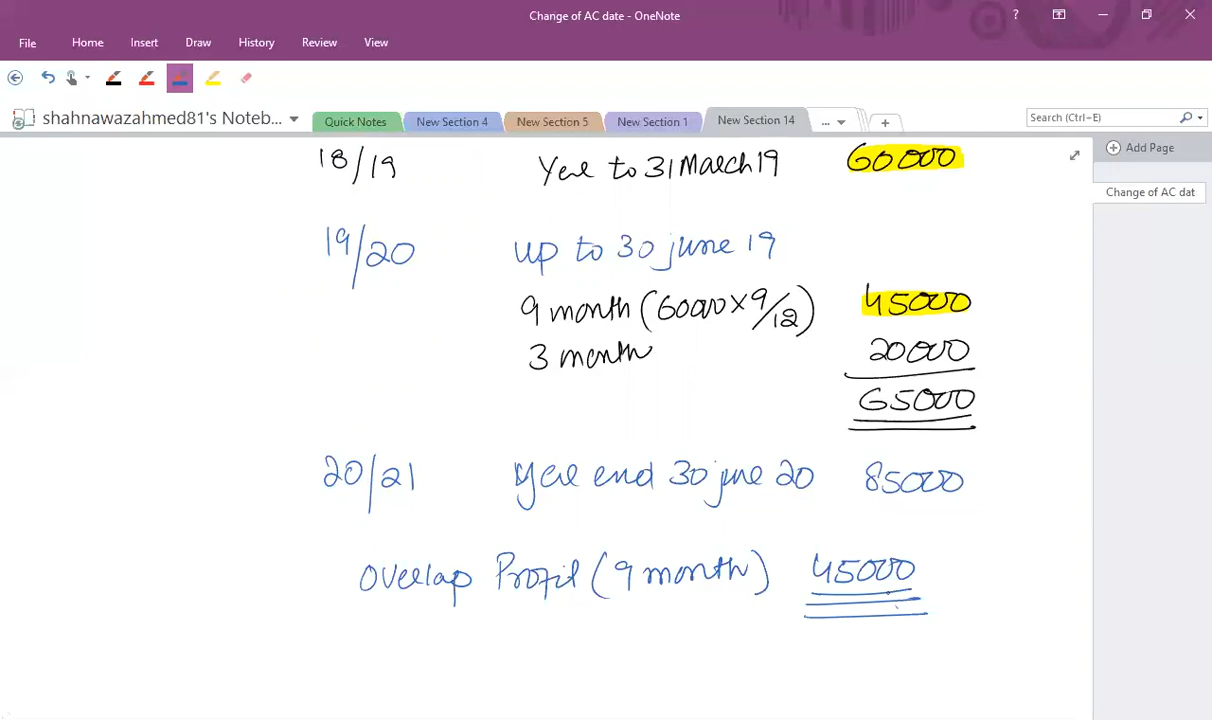 Change of AC date - OneNote
?
File Home Insert Draw History Review View
shahnawazahmed81's Noteb...
Quick Notes New Section 4 New Section 5 New Section 1 New Section 14 ... +
Search (Ctrl+E)
Add Page
Change of AC dat
18/19 Year to 31 March 19 60000
19/20 up to 30 june 19
9 month (60000 x 9/12) 45000
3 month 20000
65000
20/21 year end 30 june 20 85000
Overlap Profit (9 month) 45000